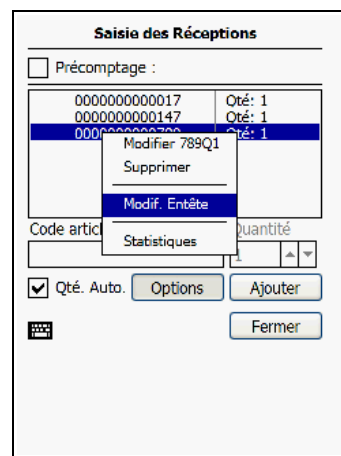 Saisie des Réceptions
Précomptage :
0000000000017 Qté: 1
0000000000147 Qté: 1
Qté: 1
Modifier 789Q1
Supprimer
Modif. Entête
Statistiques
Code Quantité
1
Qté. Auto. Options Ajouter
Fermer